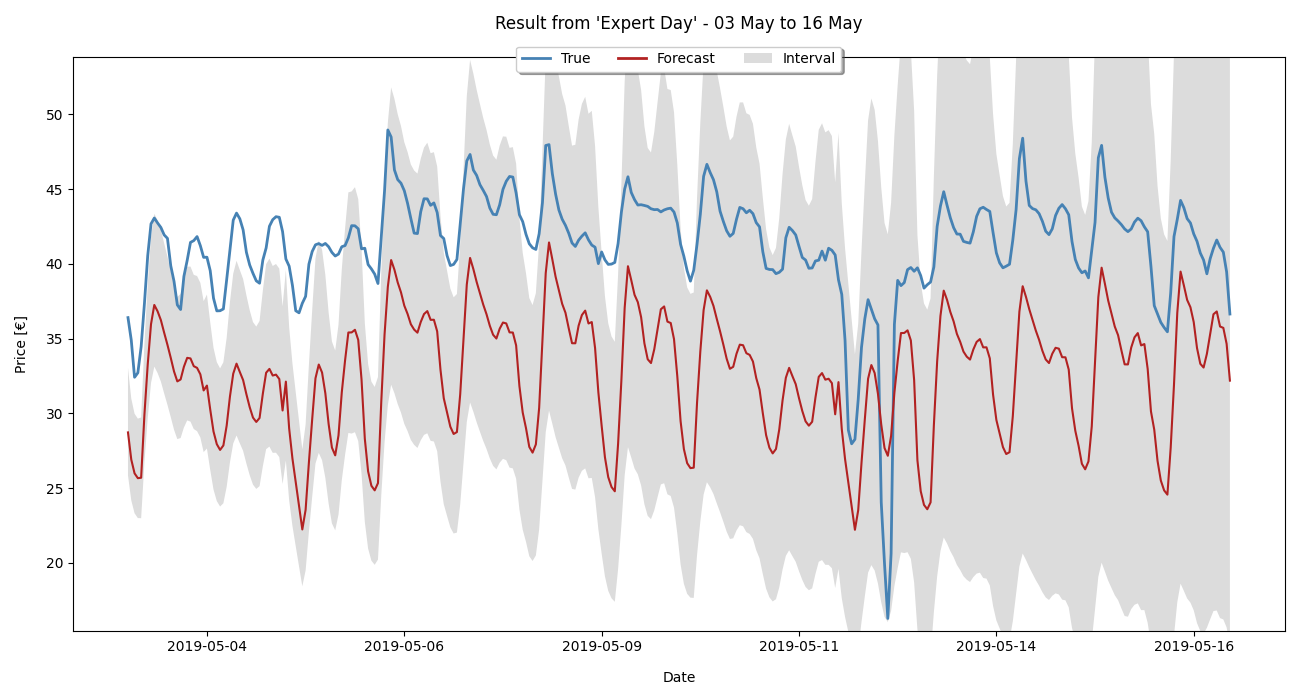 Result from 'Expert Day' - 03 May to 16 May
True Forecast Interval
50
45
40
35
30
25
20
Price [€]
2019-05-04 2019-05-06 2019-05-09 2019-05-11 2019-05-14 2019-05-16
Date